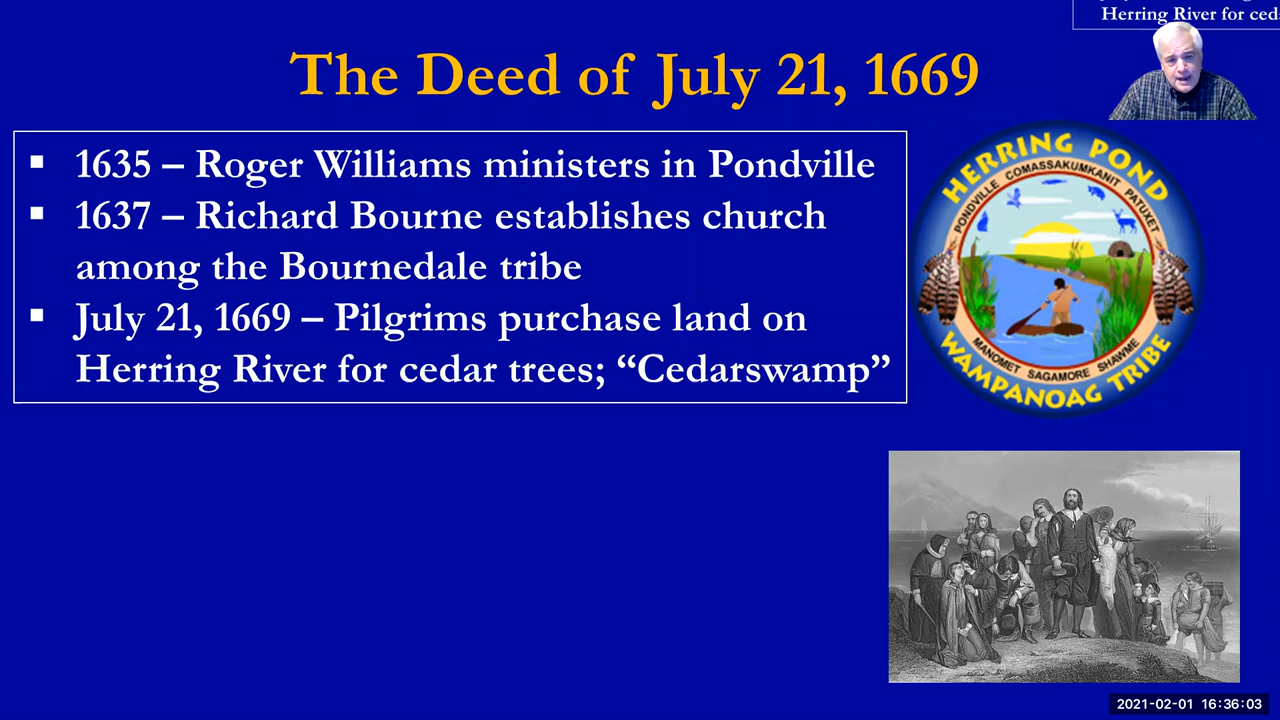 Herring River for ced
The Deed of July 21, 1669
▪ 1635 – Roger Williams ministers in Pondville
▪ 1637 – Richard Bourne establishes church
among the Bournedale tribe
▪ July 21, 1669 – Pilgrims purchase land on
Herring River for cedar trees; “Cedarswamp”
HERRING POND
PONDVILLE COMASSAKUMKANIT PATUXET
MANOMET SAGAMORE SHAWME
WAMPANOAG TRIBE
2021-02-01 16:36:03